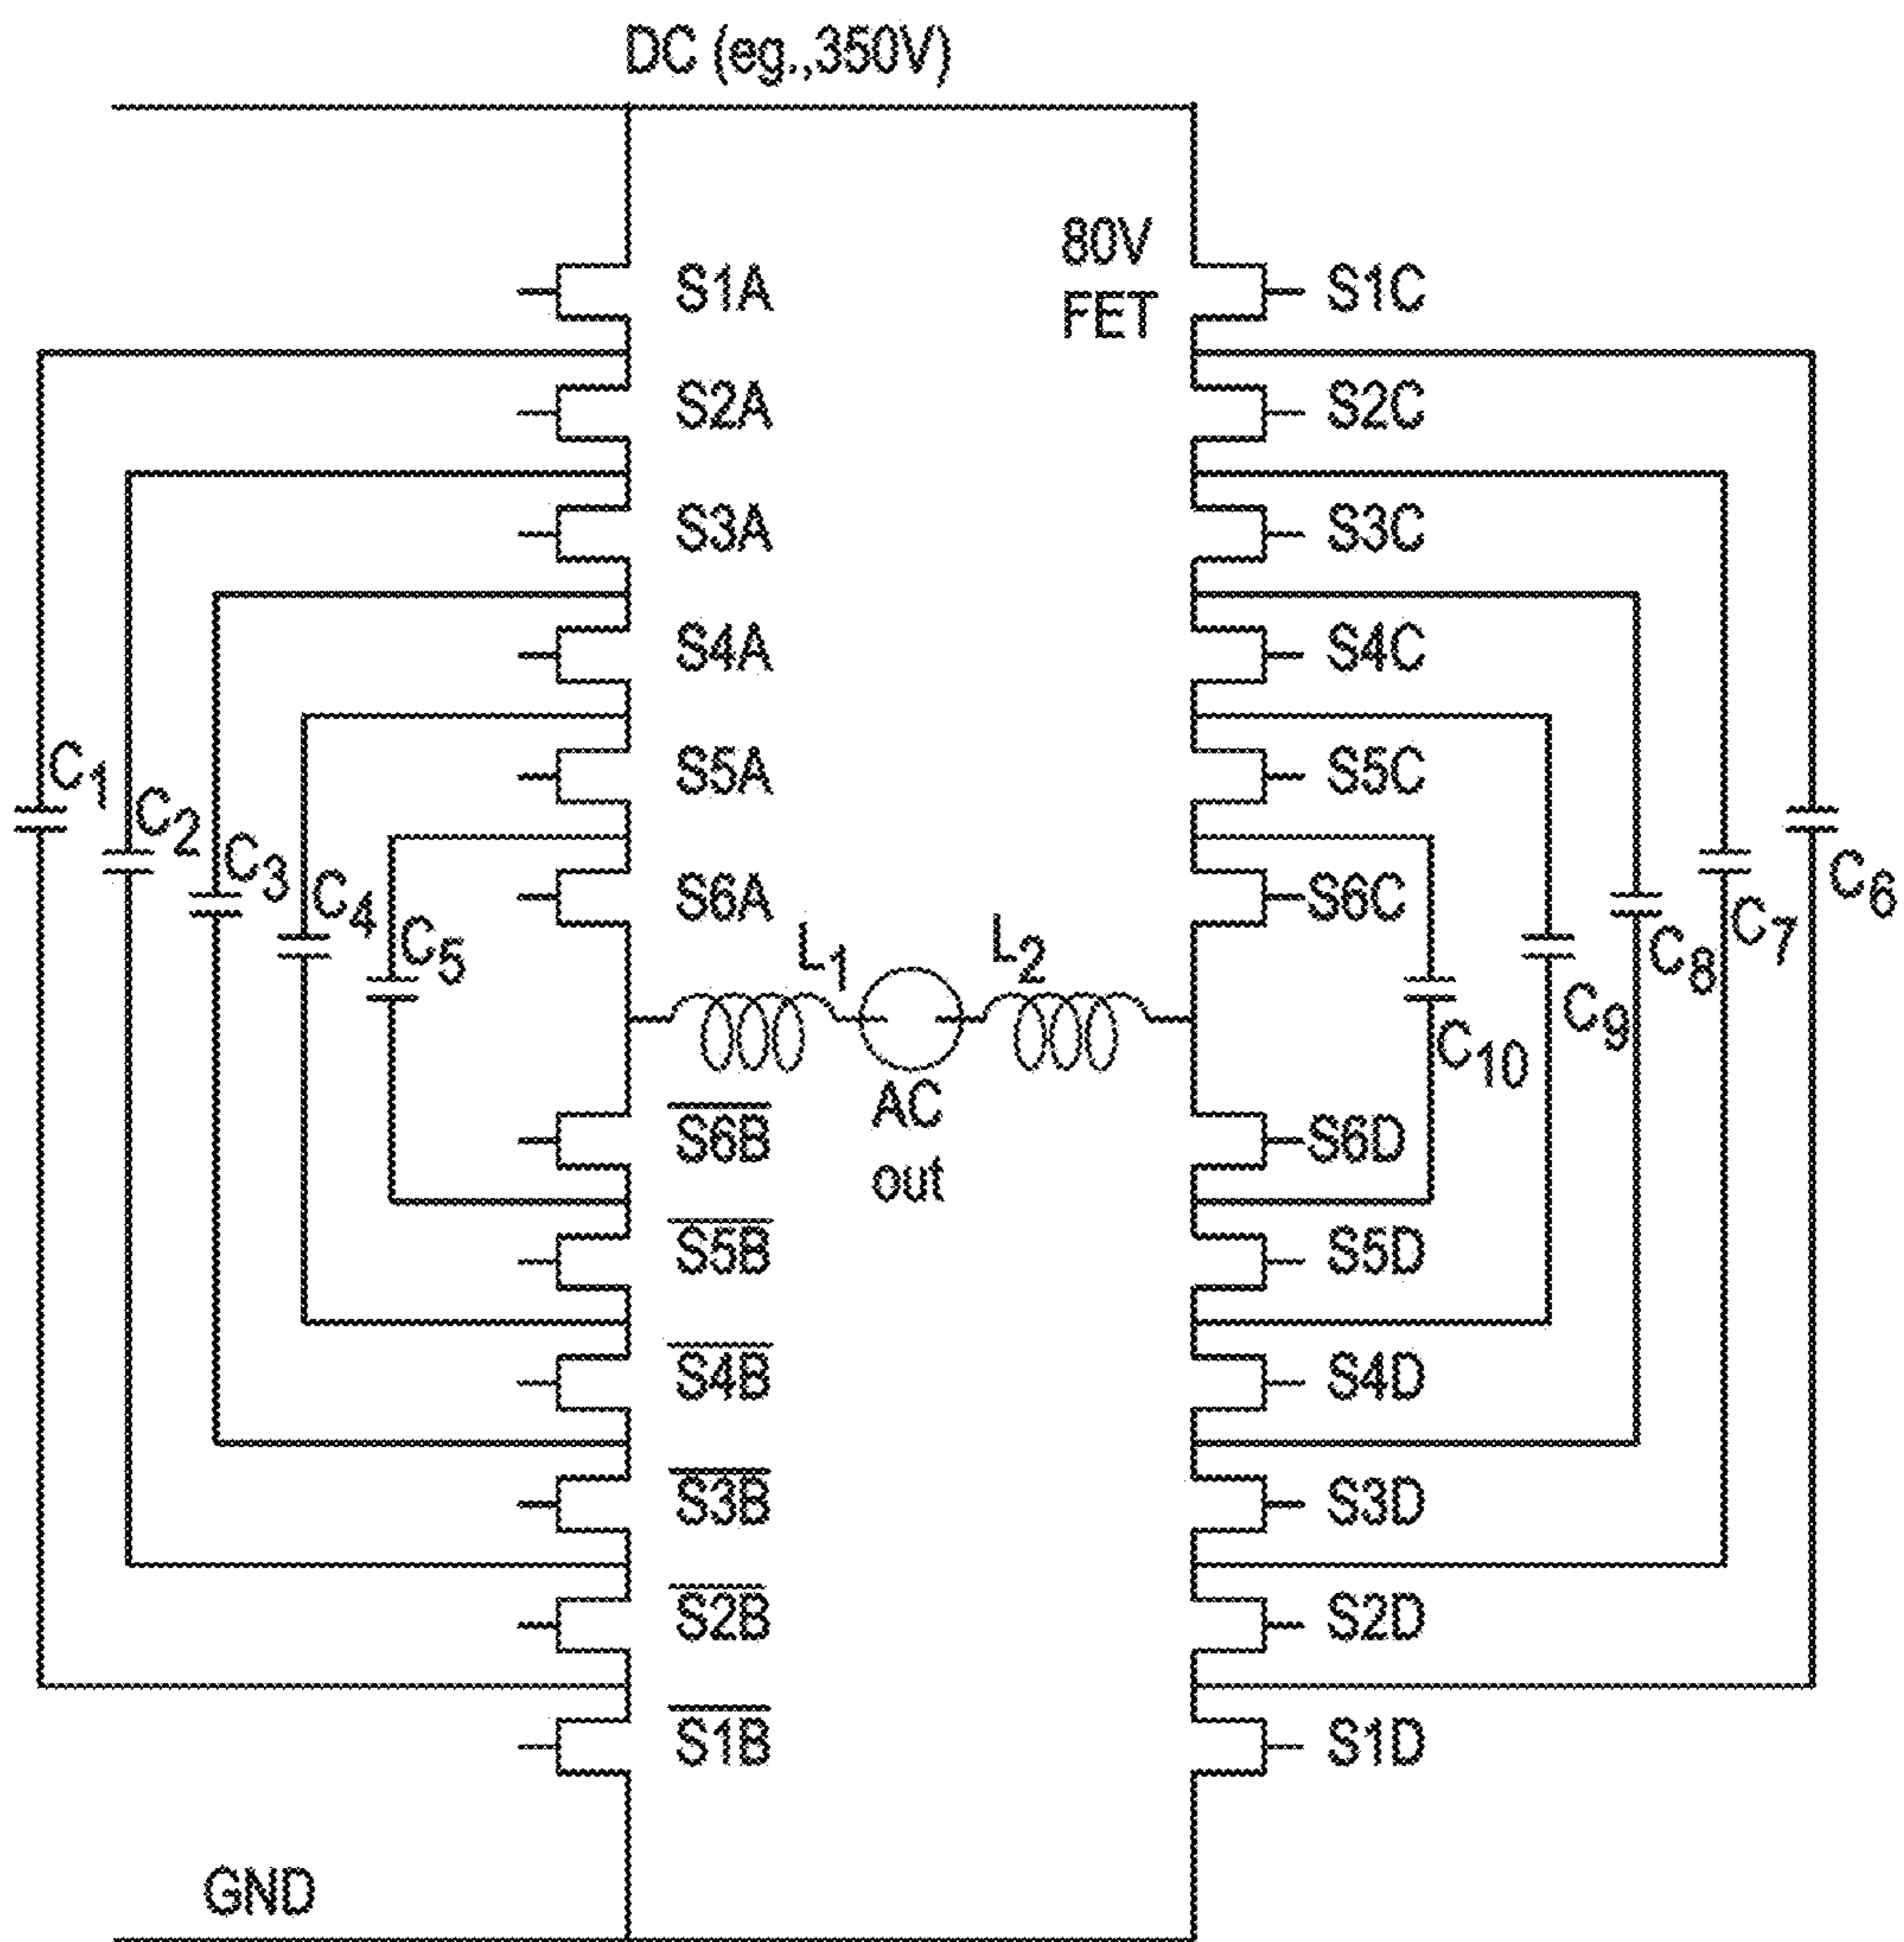 DC (eg.,350V)
80V
FET
S1A
S1C
S2A
S2C
S3A
S3C
S4A
S4C
C1
S5A
S5C
C2
C3
C4
C5
S6A
S6C
C6
C7
C8
C9
C10
L1
L2
AC
out
S6B
S6D
S5B
S5D
S4B
S4D
S3B
S3D
S2B
S2D
S1B
S1D
GND